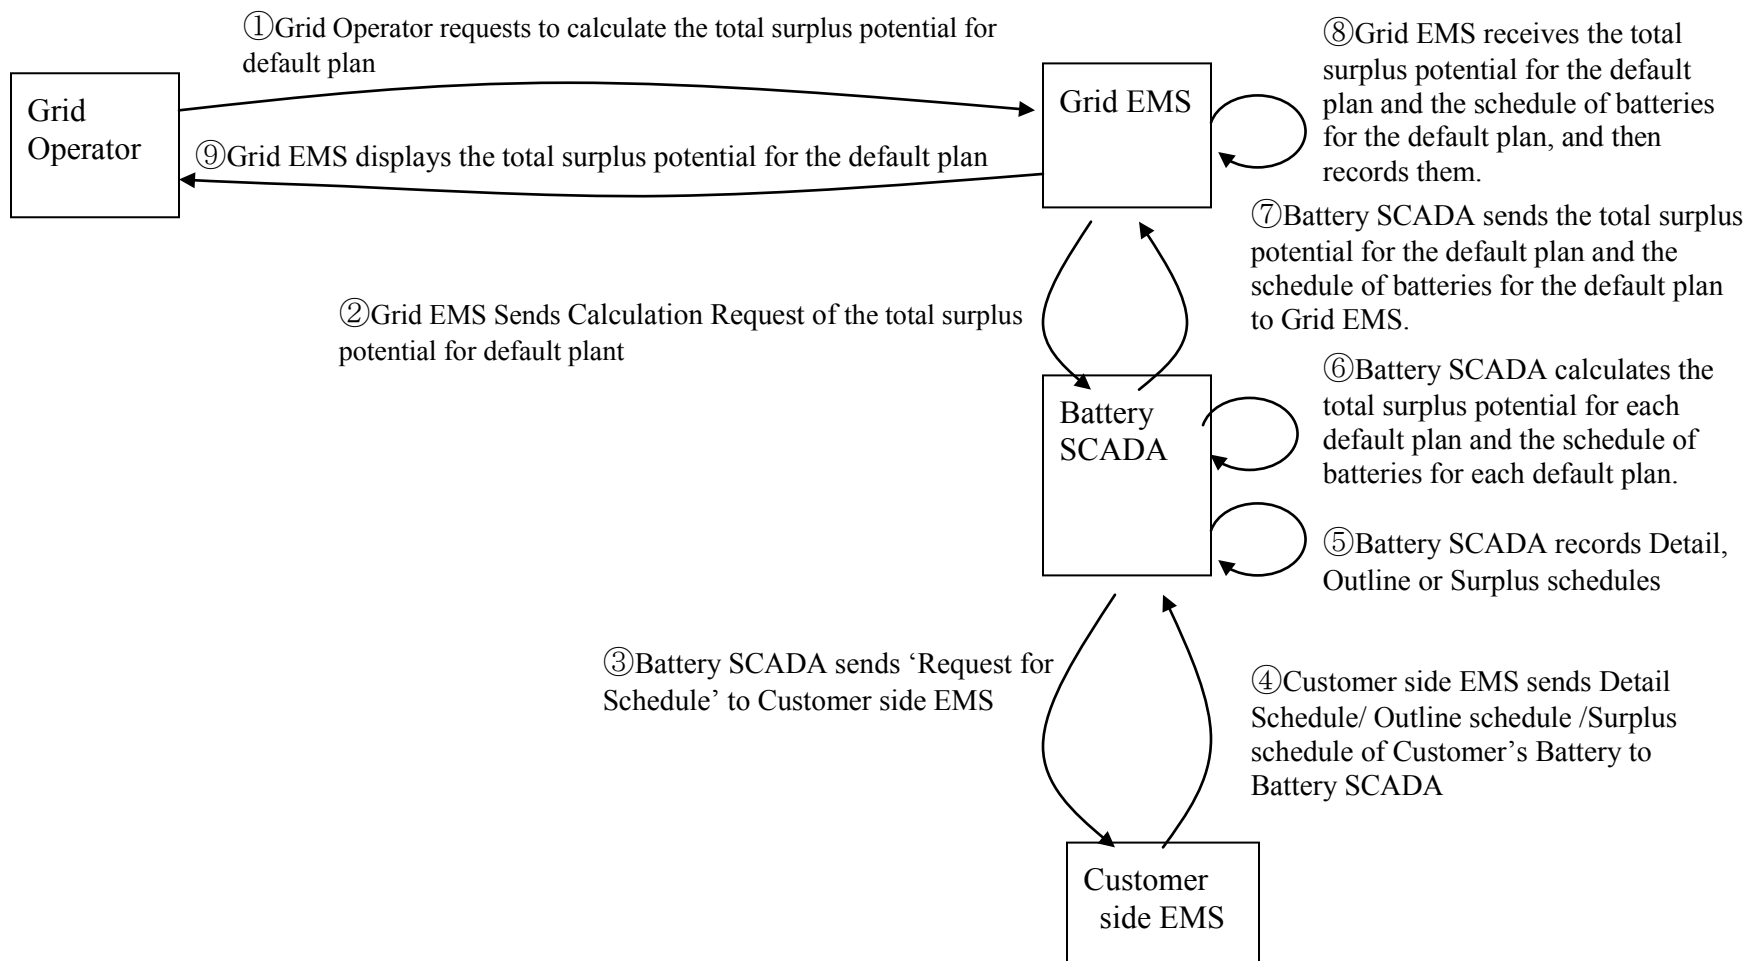 ①Grid Operator requests to calculate the total surplus potential for
default plan
Grid
Operator
⑨Grid EMS displays the total surplus potential for the default plan
Grid EMS
⑧Grid EMS receives the total
surplus potential for the default
plan and the schedule of batteries
for the default plan, and then
records them.
⑦Battery SCADA sends the total surplus
potential for the default plan and the
schedule of batteries for the default plan
to Grid EMS.
②Grid EMS Sends Calculation Request of the total surplus
potential for default plant
Battery
SCADA
⑥Battery SCADA calculates the
total surplus potential for each
default plan and the schedule of
batteries for each default plan.
⑤Battery SCADA records Detail,
Outline or Surplus schedules
③Battery SCADA sends ‘Request for
Schedule’ to Customer side EMS
④Customer side EMS sends Detail
Schedule/ Outline schedule /Surplus
schedule of Customer’s Battery to
Battery SCADA
Customer
side EMS